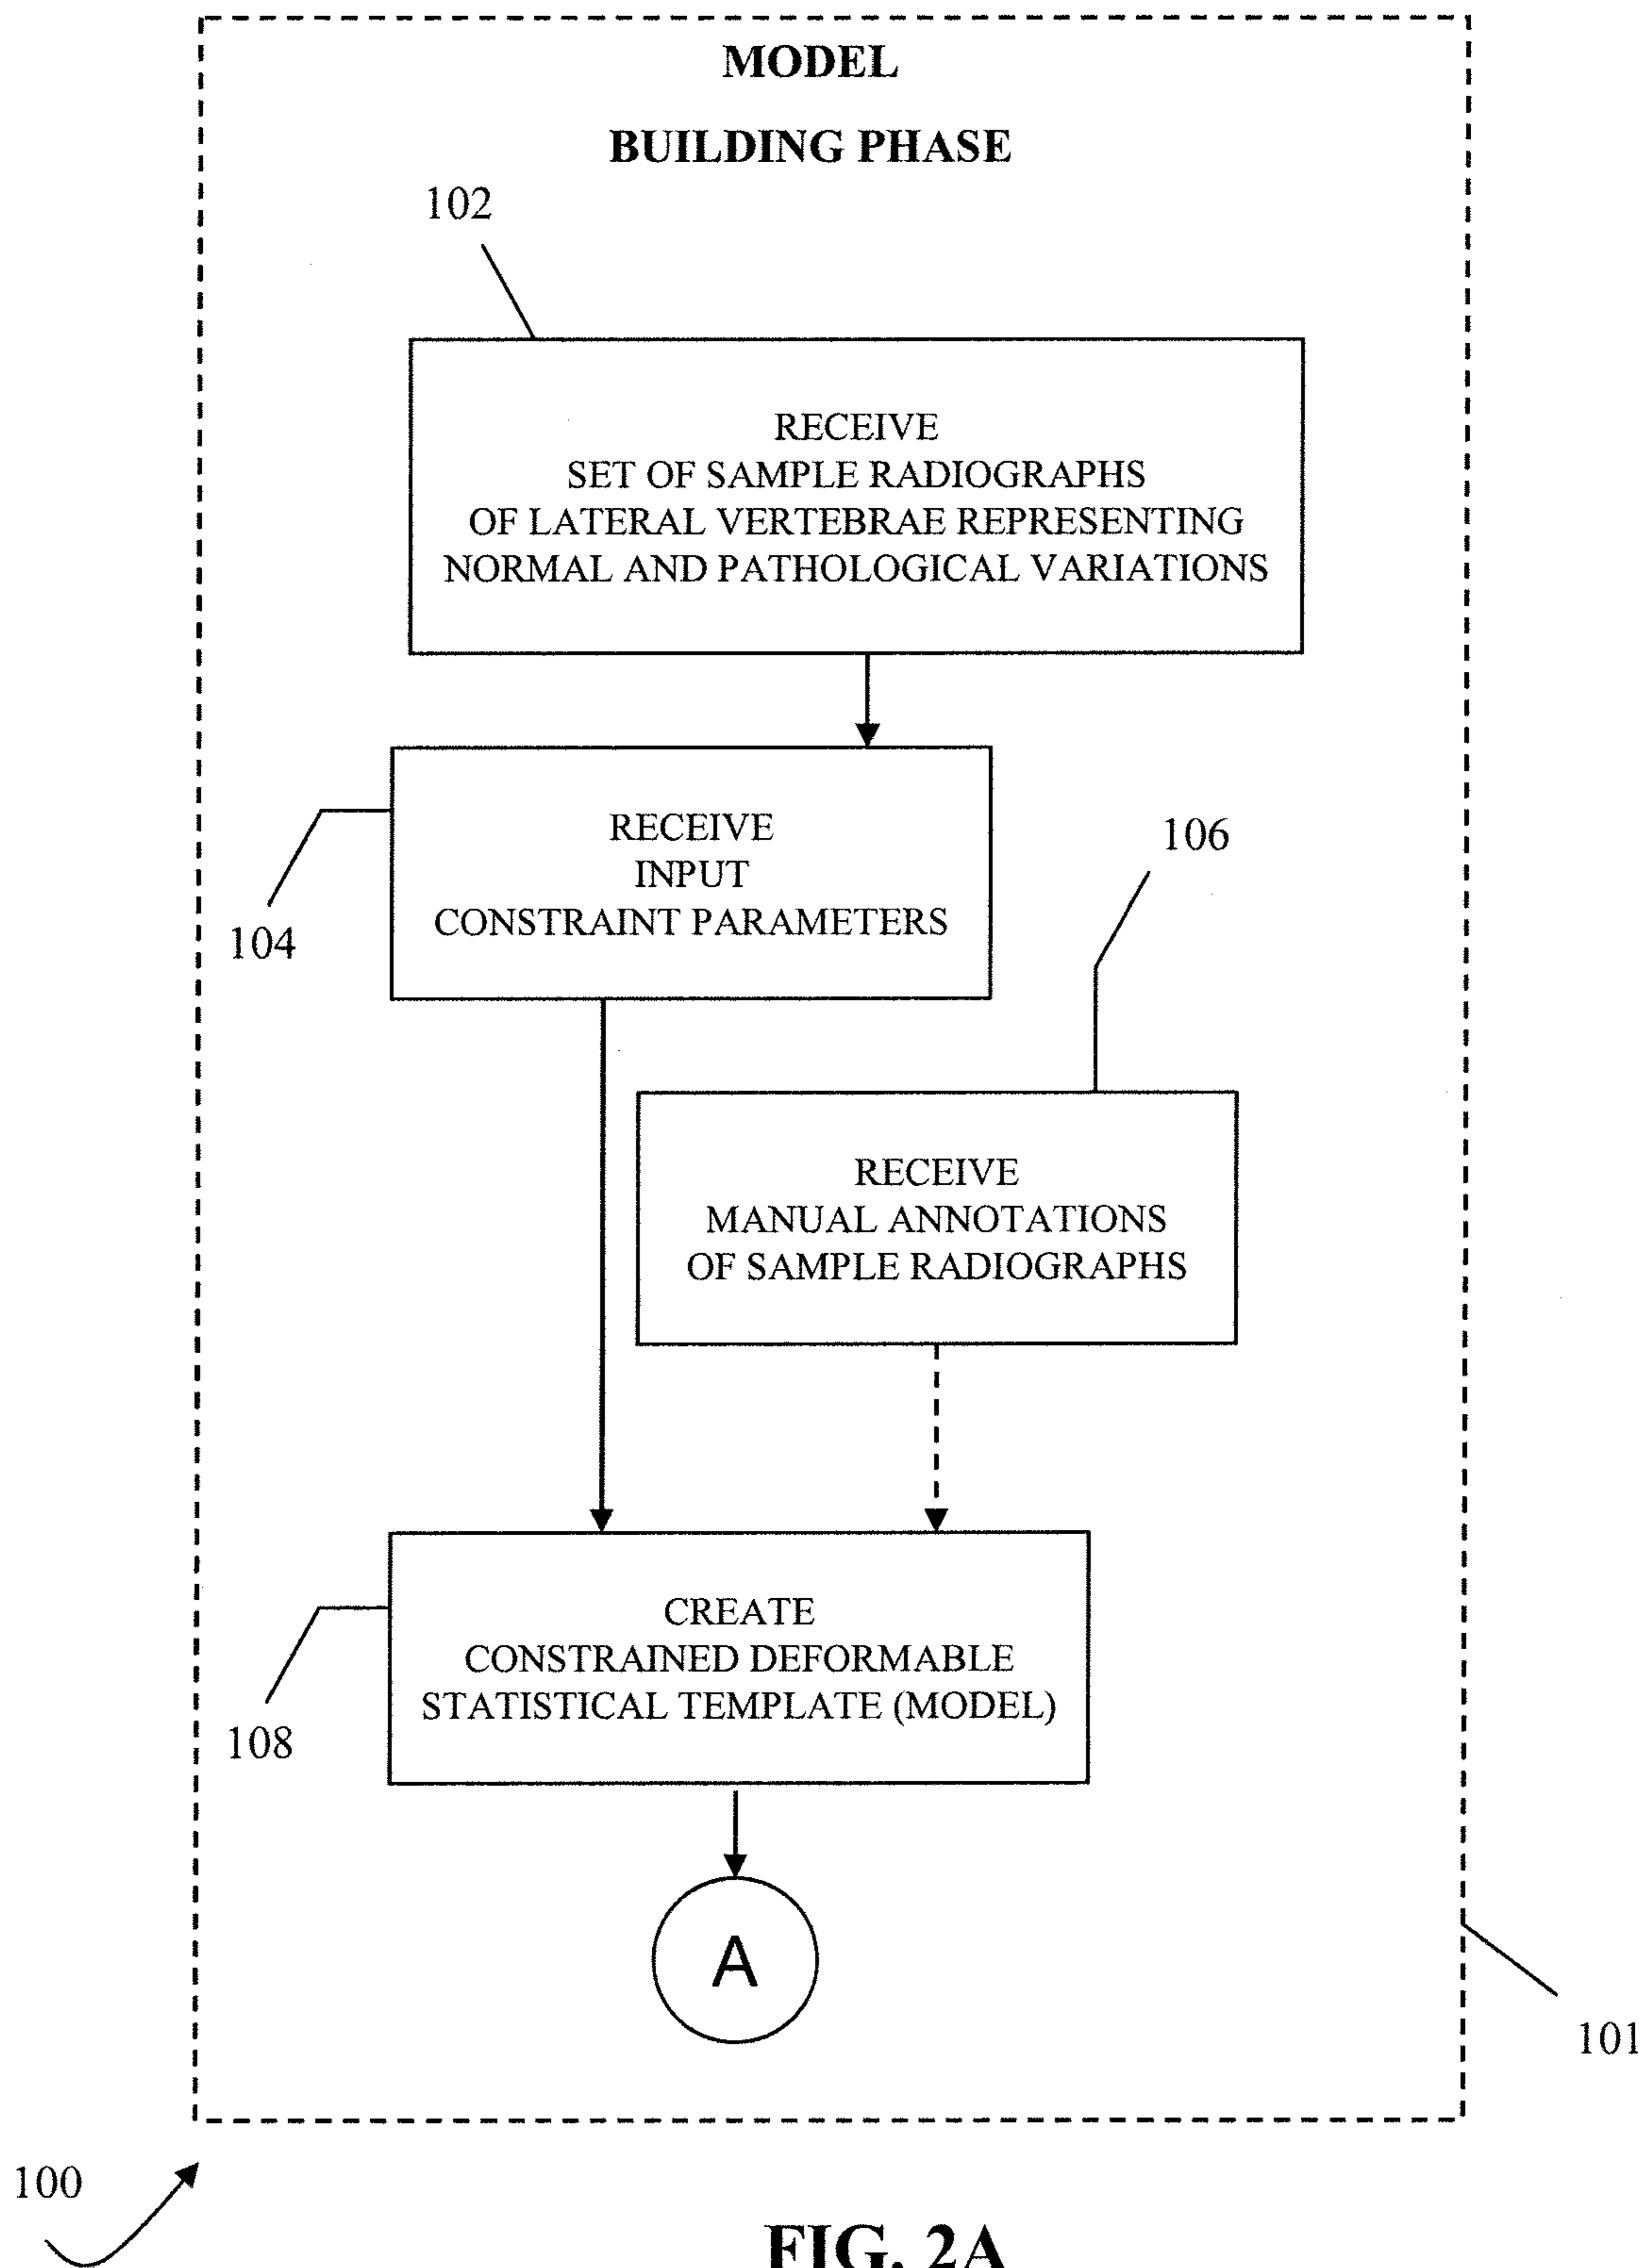 MODEL
BUILDING PHASE
102
RECEIVE
SET OF SAMPLE RADIOGRAPHS
OF LATERAL VERTEBRAE REPRESENTING
NORMAL AND PATHOLOGICAL VARIATIONS
RECEIVE
INPUT
CONSTRAINT PARAMETERS
104
106
RECEIVE
MANUAL ANNOTATIONS
OF SAMPLE RADIOGRAPHS
CREATE
CONSTRAINED DEFORMABLE
STATISTICAL TEMPLATE (MODEL)
108
A
101
100
FIG. 2A